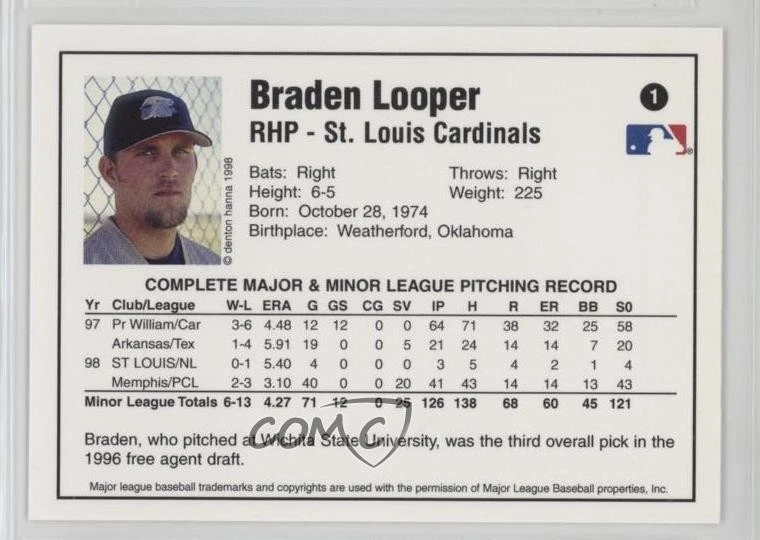 Braden Looper
1
RHP - St. Louis Cardinals
Bats: Right Throws: Right
Height: 6-5 Weight: 225
Born: October 28, 1974
Birthplace: Weatherford, Oklahoma
© denton hanna 1998
COMPLETE MAJOR & MINOR LEAGUE PITCHING RECORD
Yr Club/League W-L ERA G GS CG SV IP H R ER BB S0
97 Pr William/Car 3-6 4.48 12 12 0 0 64 71 38 32 25 58
Arkansas/Tex 1-4 5.91 19 0 0 5 21 24 14 14 7 20
98 ST LOUIS/NL 0-1 5.40 4 0 0 0 3 5 4 2 1 4
Memphis/PCL 2-3 3.10 40 0 0 20 41 43 14 14 13 43
Minor League Totals 6-13 4.27 71 12 0 25 126 138 68 60 45 121
COMC
Braden, who pitched at Wichita State University, was the third overall pick in the
1996 free agent draft.
Major league baseball trademarks and copyrights are used with the permission of Major League Baseball properties, Inc.